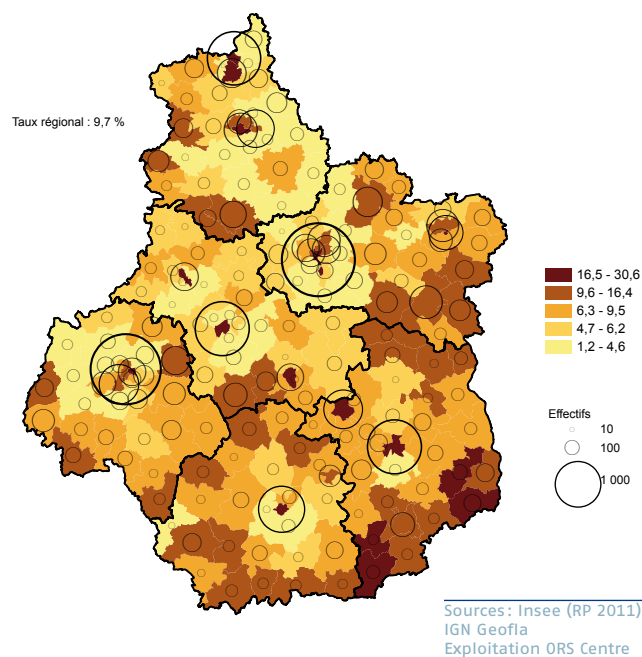 Taux régional : 9,7 %
16,5 - 30,6
9,6 - 16,4
6,3 - 9,5
4,7 - 6,2
1,2 - 4,6
Effectifs
10
100
1 000
Sources: Insee (RP 2011)
IGN Geofla
Exploitation ORS Centre